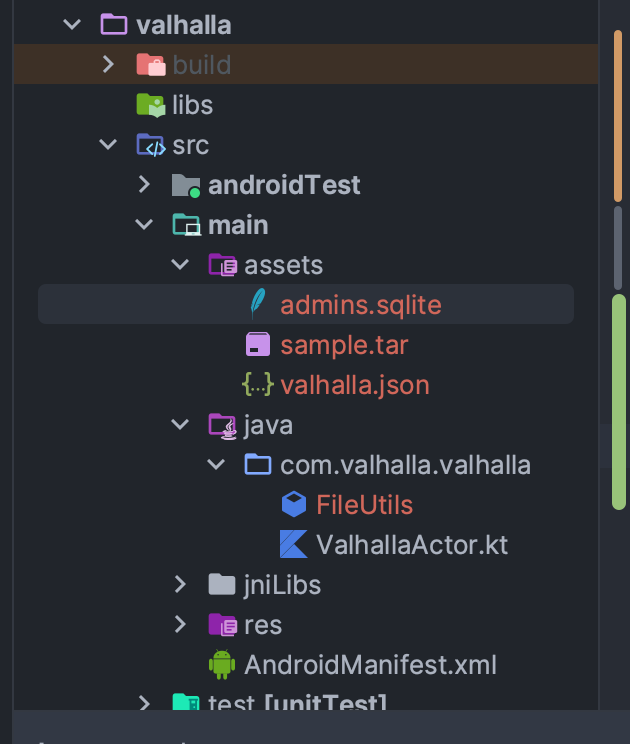 valhalla
build
libs
src
androidTest
main
assets
admins.sqlite
sample.tar
{...} valhalla.json
java
com.valhalla.valhalla
FileUtils
ValhallaActor.kt
jniLibs
res
AndroidManifest.xml
test [unitTest]